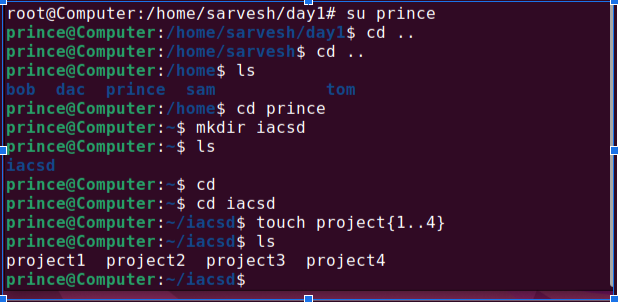 root@Computer:/home/sarvesh/day1# su prince
prince@Computer:/home/sarvesh/day1$ cd ..
prince@Computer:/home/sarvesh$ cd ..
prince@Computer:/home$ ls
bob  dac  prince  sam           tom
prince@Computer:/home$ cd prince
prince@Computer:~$ mkdir iacsd
prince@Computer:~$ ls
iacsd
prince@Computer:~$ cd
prince@Computer:~$ cd iacsd
prince@Computer:~/iacsd$ touch project{1..4}
prince@Computer:~/iacsd$ ls
project1  project2  project3  project4
prince@Computer:~/iacsd$